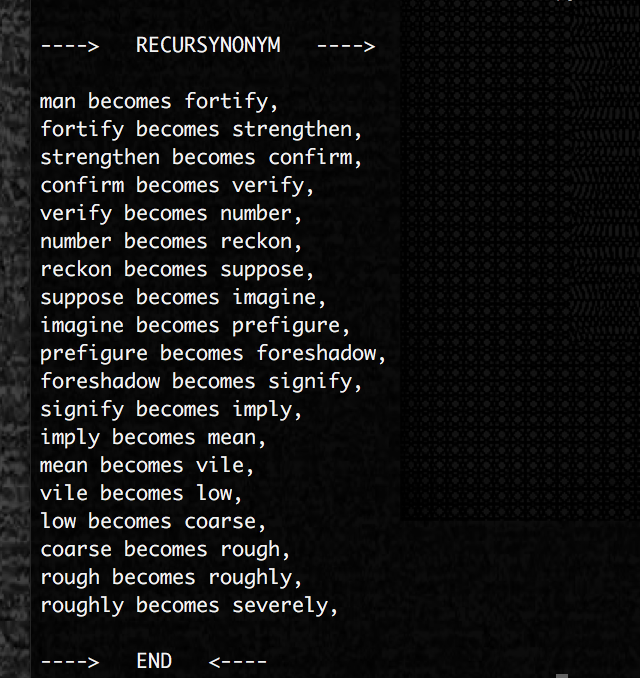 ----> RECURSYNONYM ---->
man becomes fortify,
fortify becomes strengthen,
strengthen becomes confirm,
confirm becomes verify,
verify becomes number,
number becomes reckon,
reckon becomes suppose,
suppose becomes imagine,
imagine becomes prefigure,
prefigure becomes foreshadow,
foreshadow becomes signify,
signify becomes imply,
imply becomes mean,
mean becomes vile,
vile becomes low,
low becomes coarse,
coarse becomes rough,
rough becomes roughly,
roughly becomes severely,
----> END <----